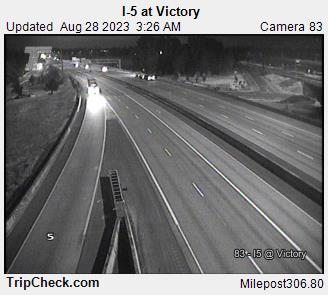 I-5 at Victory
Updated Aug 28 2023 3:26 AM Camera 83
S
83 - I5 @ Victory
TripCheck.com Milepost306.80